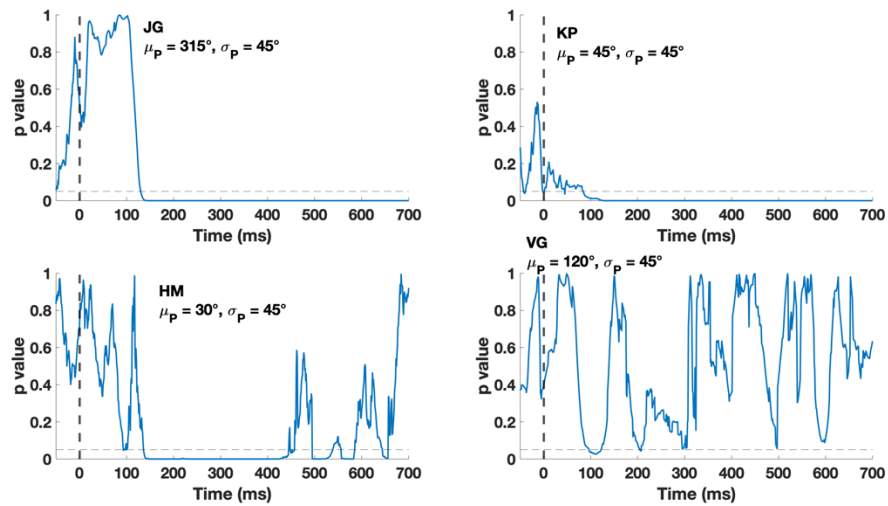 JG
μP = 315°, σP = 45°
p value
1
0.8
0.6
0.4
0.2
0
0 100 200 300 400 500 600 700
Time (ms)
KP
μP = 45°, σP = 45°
p value
1
0.8
0.6
0.4
0.2
0
0 100 200 300 400 500 600 700
Time (ms)
HM
μP = 30°, σP = 45°
p value
1
0.8
0.6
0.4
0.2
0
0 100 200 300 400 500 600 700
Time (ms)
VG
μP = 120°, σP = 45°
p value
1
0.8
0.6
0.4
0.2
0
0 100 200 300 400 500 600 700
Time (ms)